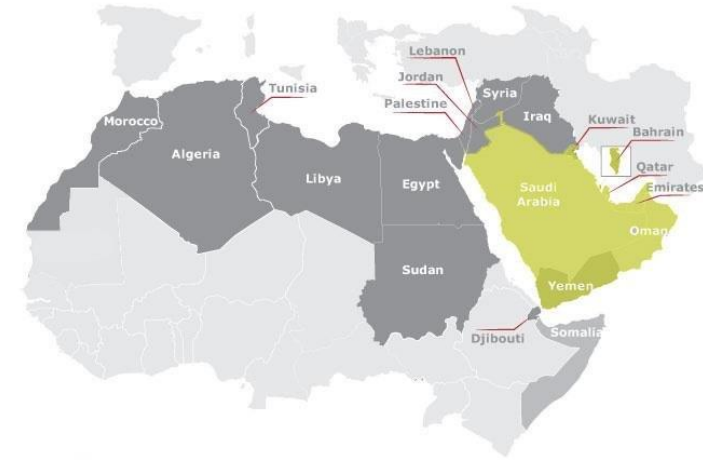 Lebanon
Tunisia
Jordan
Syria
Palestine
Morocco
Iraq
Kuwait
Bahrain
Algeria
Qatar
Libya
Egypt
Saudi
Arabia
Emirates
Oman
Sudan
Yemen
Somalia
Djibouti